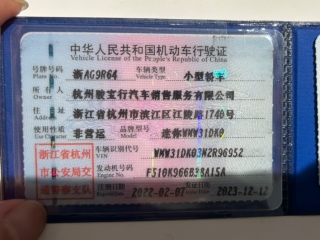 中华人民共和国机动车行驶证
Vehicle License of the People's Republic of China
号牌号码 浙AG9R64 车辆类型 小型轿车
Plate No. Vehicle Type
所有人 杭州骏宝行汽车销售服务有限公司
Owner
住址 浙江省杭州市滨江区江陵路1740号
Address
使用性质 非营运 品牌型号 迷你WMW31DK0
Use Character Model
浙江省杭州市公安局交通警察支队
车辆识别代号 WMW31DK03N2R96952
VIN
发动机号码 F510K966B38A15A
Engine No.
注册日期 2022-02-07 发证日期 2023-12-12